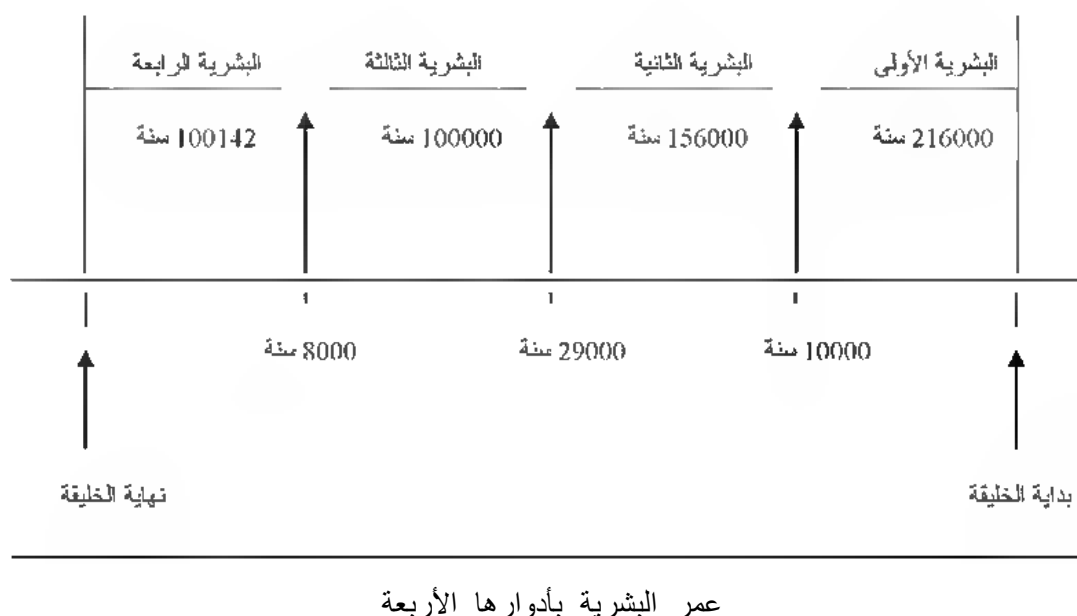 البشرية الأولى البشرية الثانية البشرية الثالثة البشرية الرابعة
216000 سنة 156000 سنة 100000 سنة 100142 سنة
10000 سنة 29000 سنة 8000 سنة
بداية الخليقة نهاية الخليقة
عمر البشرية بأدوارها الأربعة